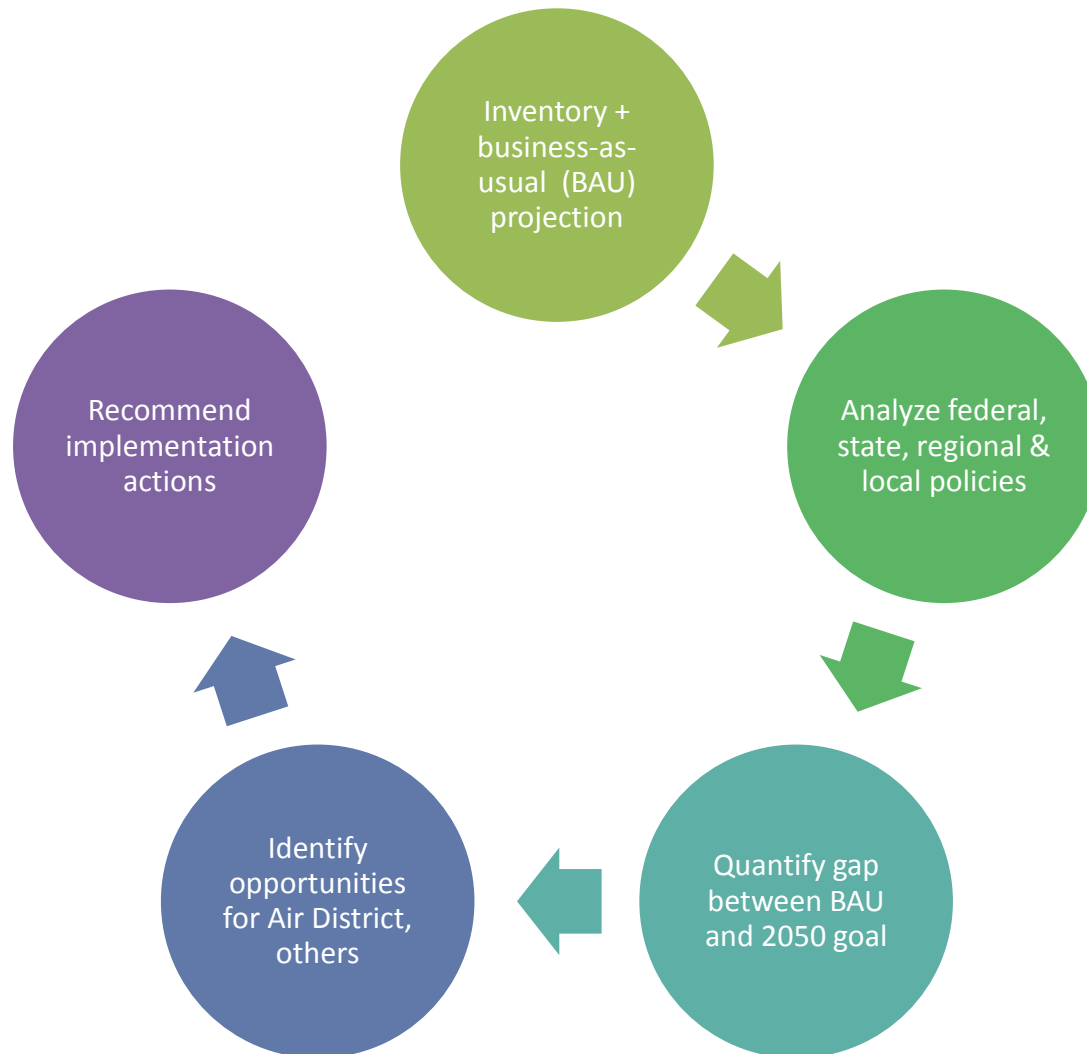 Inventory +
business-as-
usual  (BAU)
projection
Analyze federal,
state, regional &
local policies
Quantify gap
between BAU
and 2050 goal
Identify
opportunities
for Air District,
others
Recommend
implementation
actions